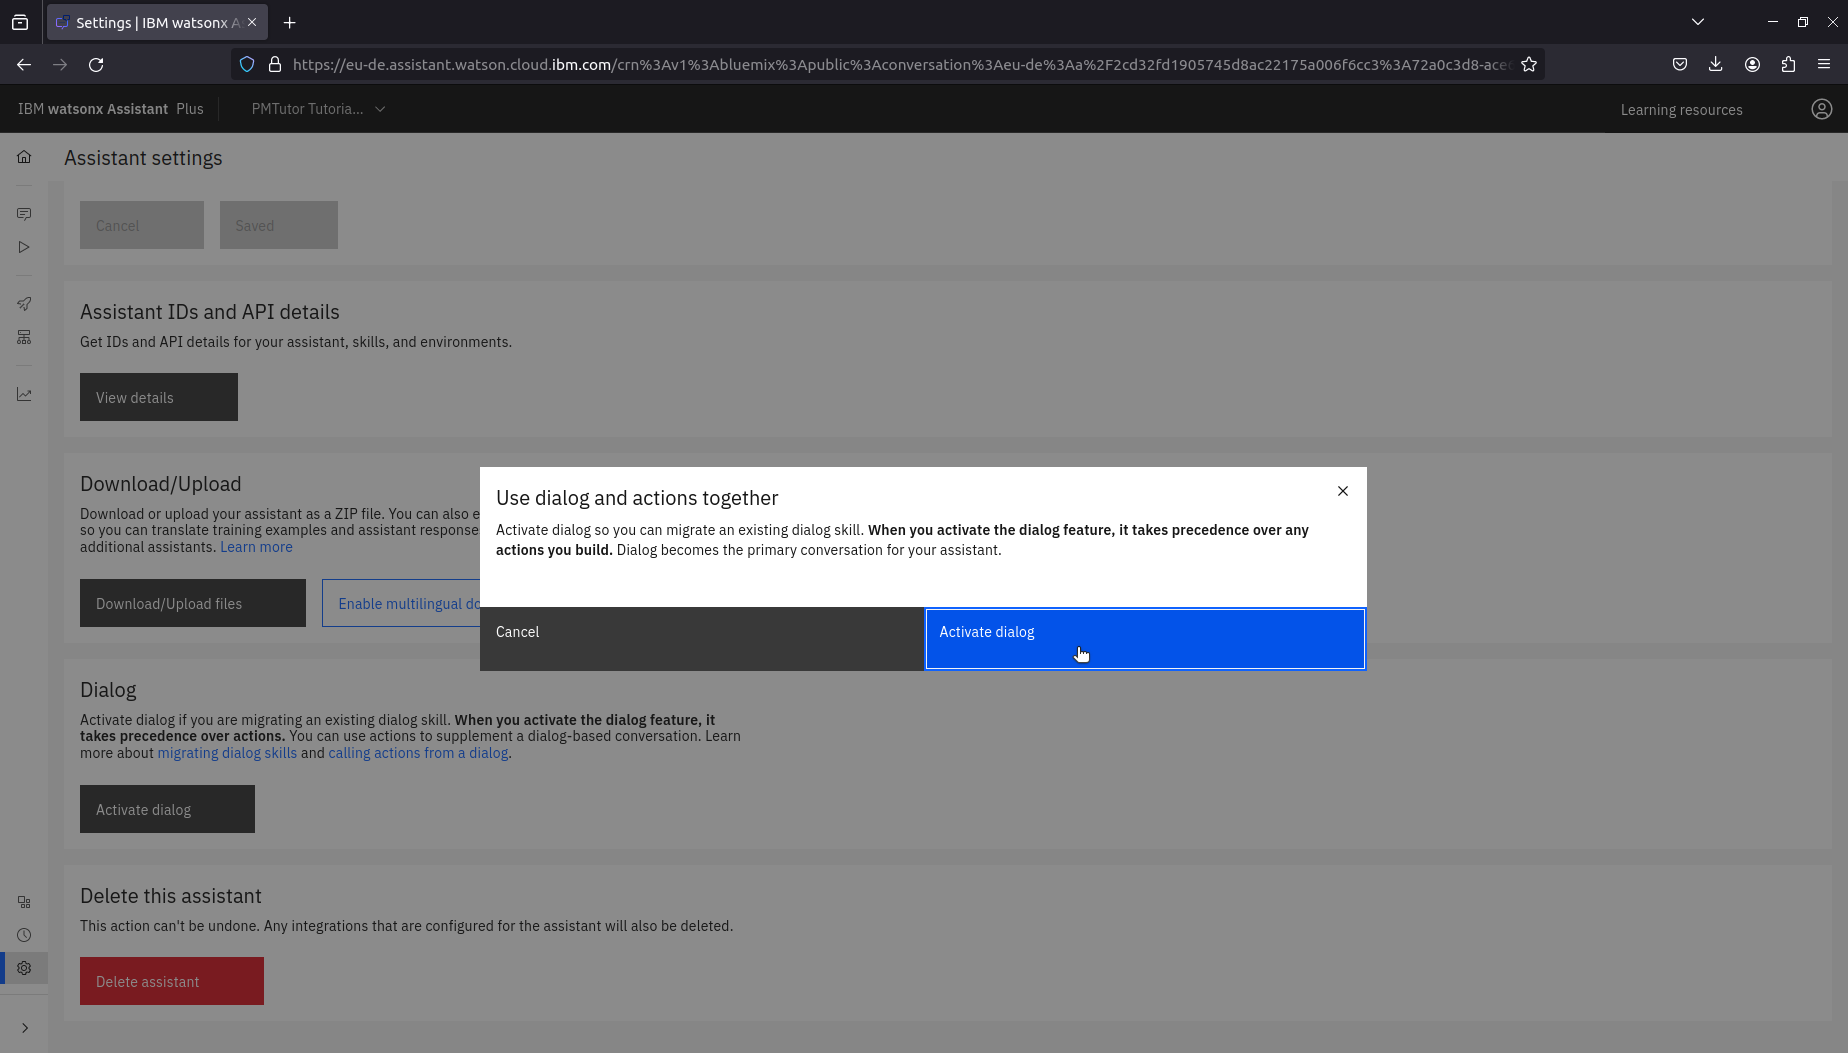 Settings | IBM watsonx A
https://eu-de.assistant.watson.cloud.ibm.com/crn%3Av1%3Abluemix%3Apublic%3Aconversation%3Aeu-de%3Aa%2F2cd32fd1905745d8ac22175a006f6cc3%3A72a0c3d8-ace
IBM watsonx Assistant Plus
PMTutor Tutoria...
Learning resources
Assistant settings
Cancel
Saved
Assistant IDs and API details
Get IDs and API details for your assistant, skills, and environments.
View details
Download/Upload
Download or upload your assistant as a ZIP file. You can also e
so you can translate training examples and assistant response
additional assistants. Learn more
Download/Upload files
Enable multilingual do
Use dialog and actions together
Activate dialog so you can migrate an existing dialog skill. When you activate the dialog feature, it takes precedence over any
actions you build. Dialog becomes the primary conversation for your assistant.
Cancel
Activate dialog
Dialog
Activate dialog if you are migrating an existing dialog skill. When you activate the dialog feature, it
takes precedence over actions. You can use actions to supplement a dialog-based conversation. Learn
more about migrating dialog skills and calling actions from a dialog.
Activate dialog
Delete this assistant
This action can't be undone. Any integrations that are configured for the assistant will also be deleted.
Delete assistant